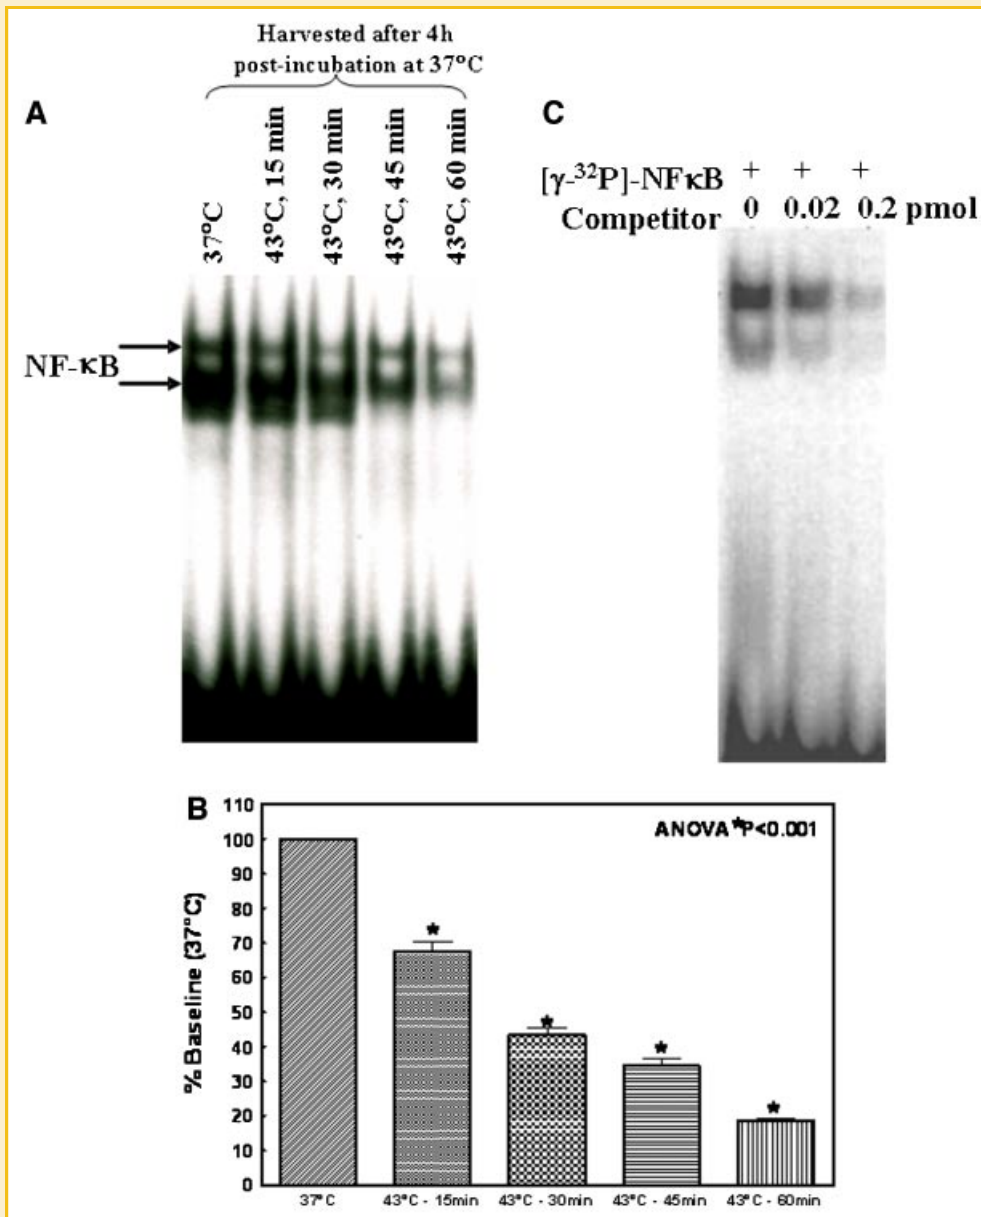 Harvested after 4h
post-incubation at 37°C
A
37°C
43°C, 15 min
43°C, 30 min
43°C, 45 min
43°C, 60 min
NF-κB
C
[γ-³²P]-NFκB + + +
Competitor 0 0.02 0.2 pmol
B
ANOVA *P<0.001
% Baseline (37°C)
110
100
90
80
70
60
50
40
30
20
10
0
* * * *
37°C 43°C - 15min 43°C - 30min 43°C - 45min 43°C - 60min